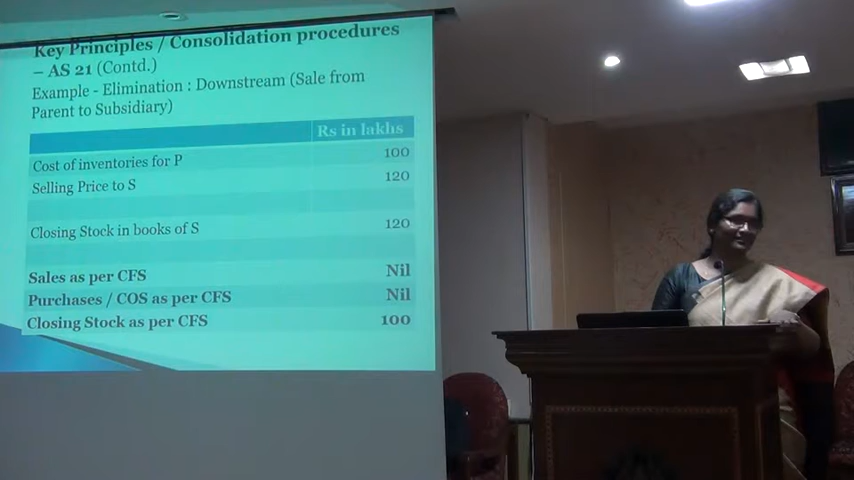 Key Principles / Consolidation procedures
– AS 21 (Contd.)
Example - Elimination : Downstream (Sale from
Parent to Subsidiary)
Rs in lakhs
Cost of inventories for P 100
Selling Price to S 120
Closing Stock in books of S 120
Sales as per CFS Nil
Purchases / COS as per CFS Nil
Closing Stock as per CFS 100